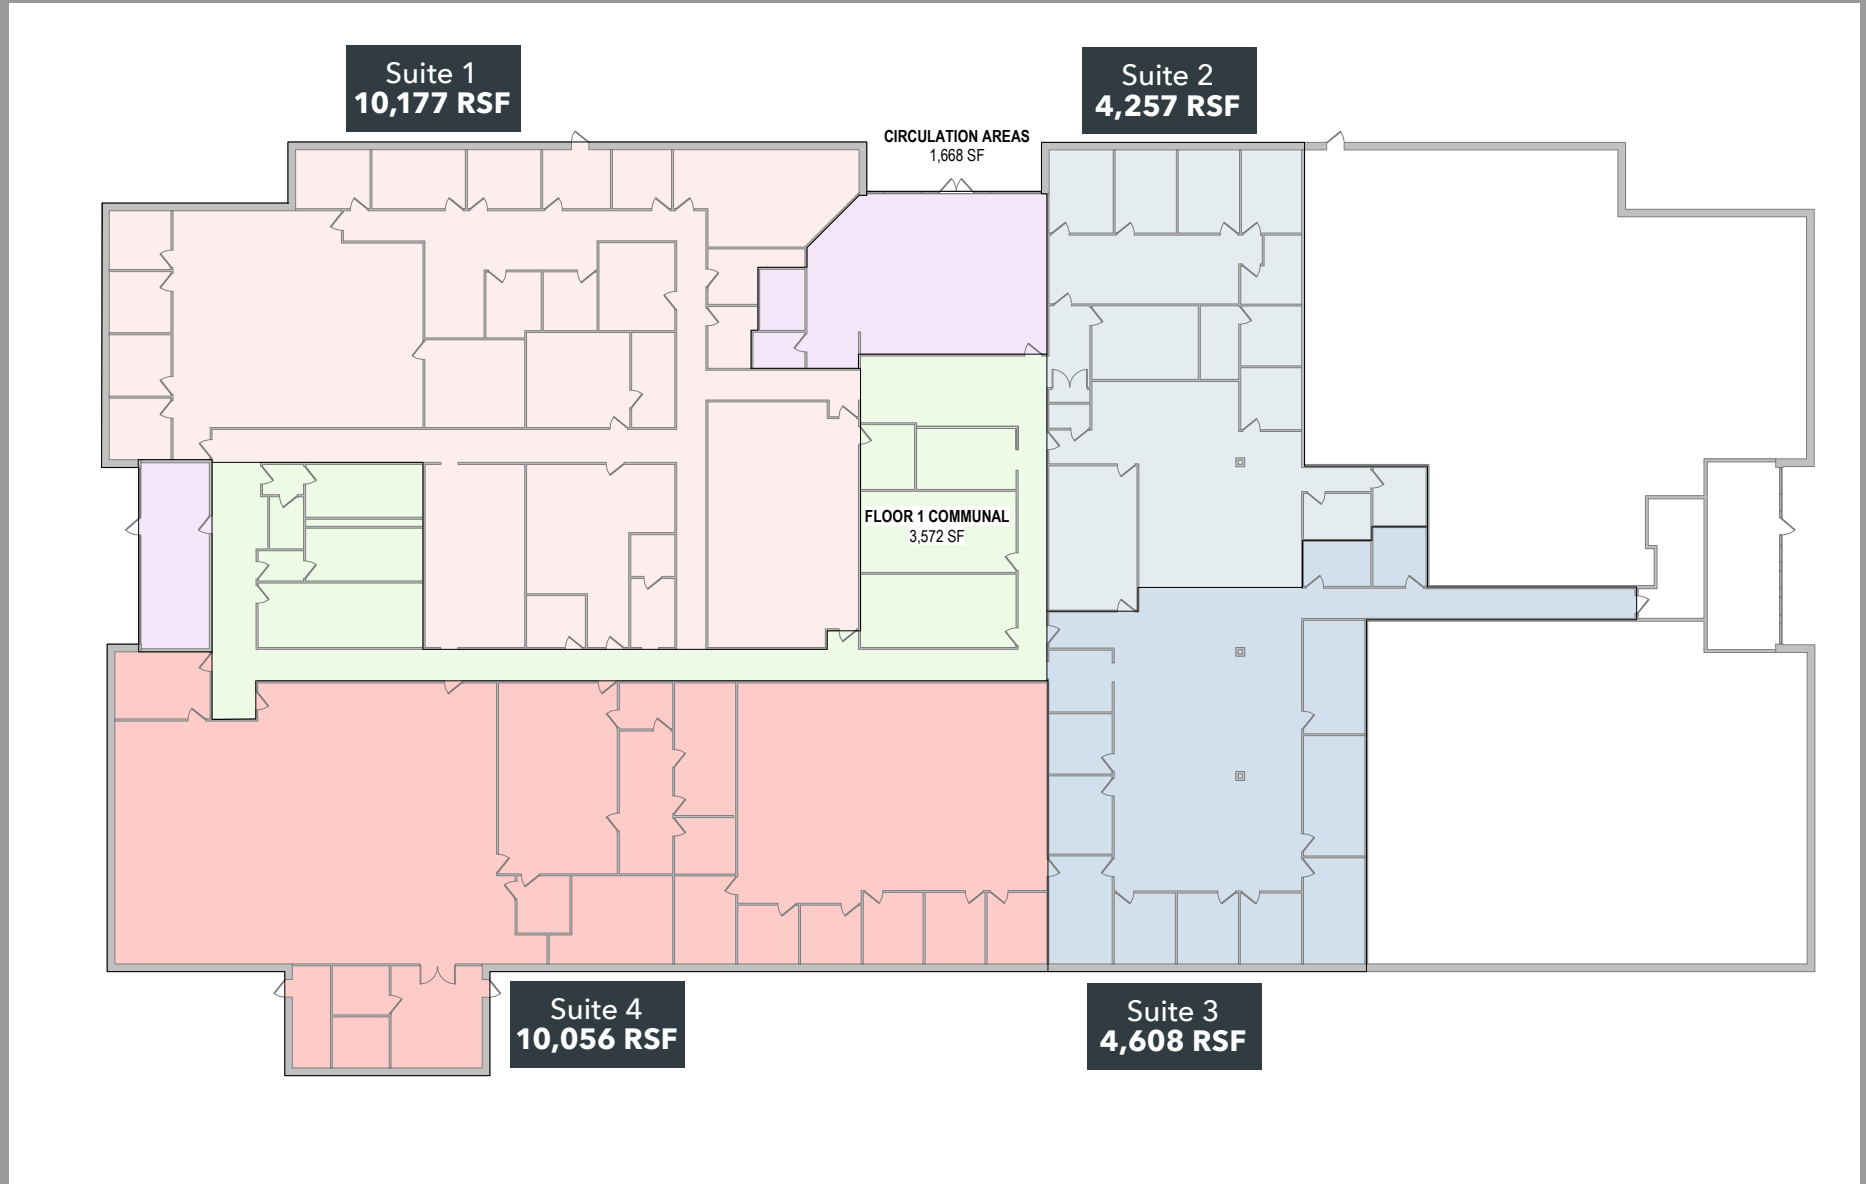 Suite 1
10,177 RSF
Suite 2
4,257 RSF
CIRCULATION AREAS
1,668 SF
FLOOR 1 COMMUNAL
3,572 SF
Suite 4
10,056 RSF
Suite 3
4,608 RSF